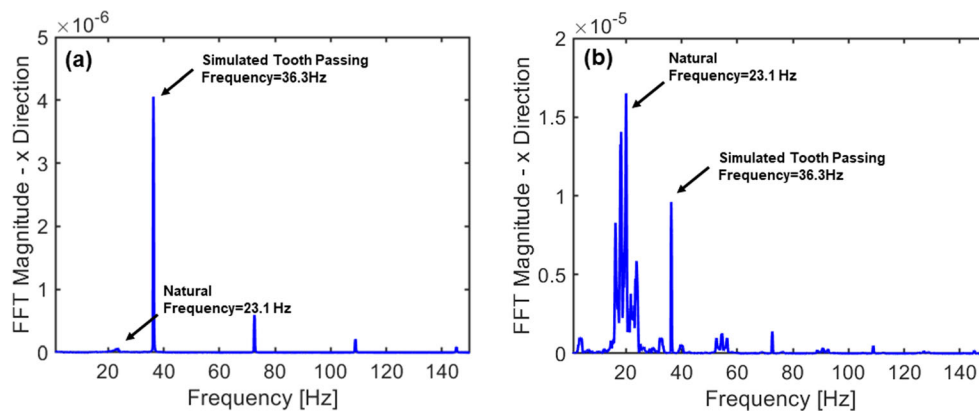 ×10⁻⁶
(a)
Simulated Tooth Passing
Frequency=36.3Hz
Natural
Frequency=23.1 Hz
FFT Magnitude - x Direction
5
4
3
2
1
0
20 40 60 80 100 120 140
Frequency [Hz]
×10⁻⁵
(b)
Natural
Frequency=23.1 Hz
Simulated Tooth Passing
Frequency=36.3Hz
FFT Magnitude - x Direction
2
1.5
1
0.5
0
20 40 60 80 100 120 140
Frequency [Hz]